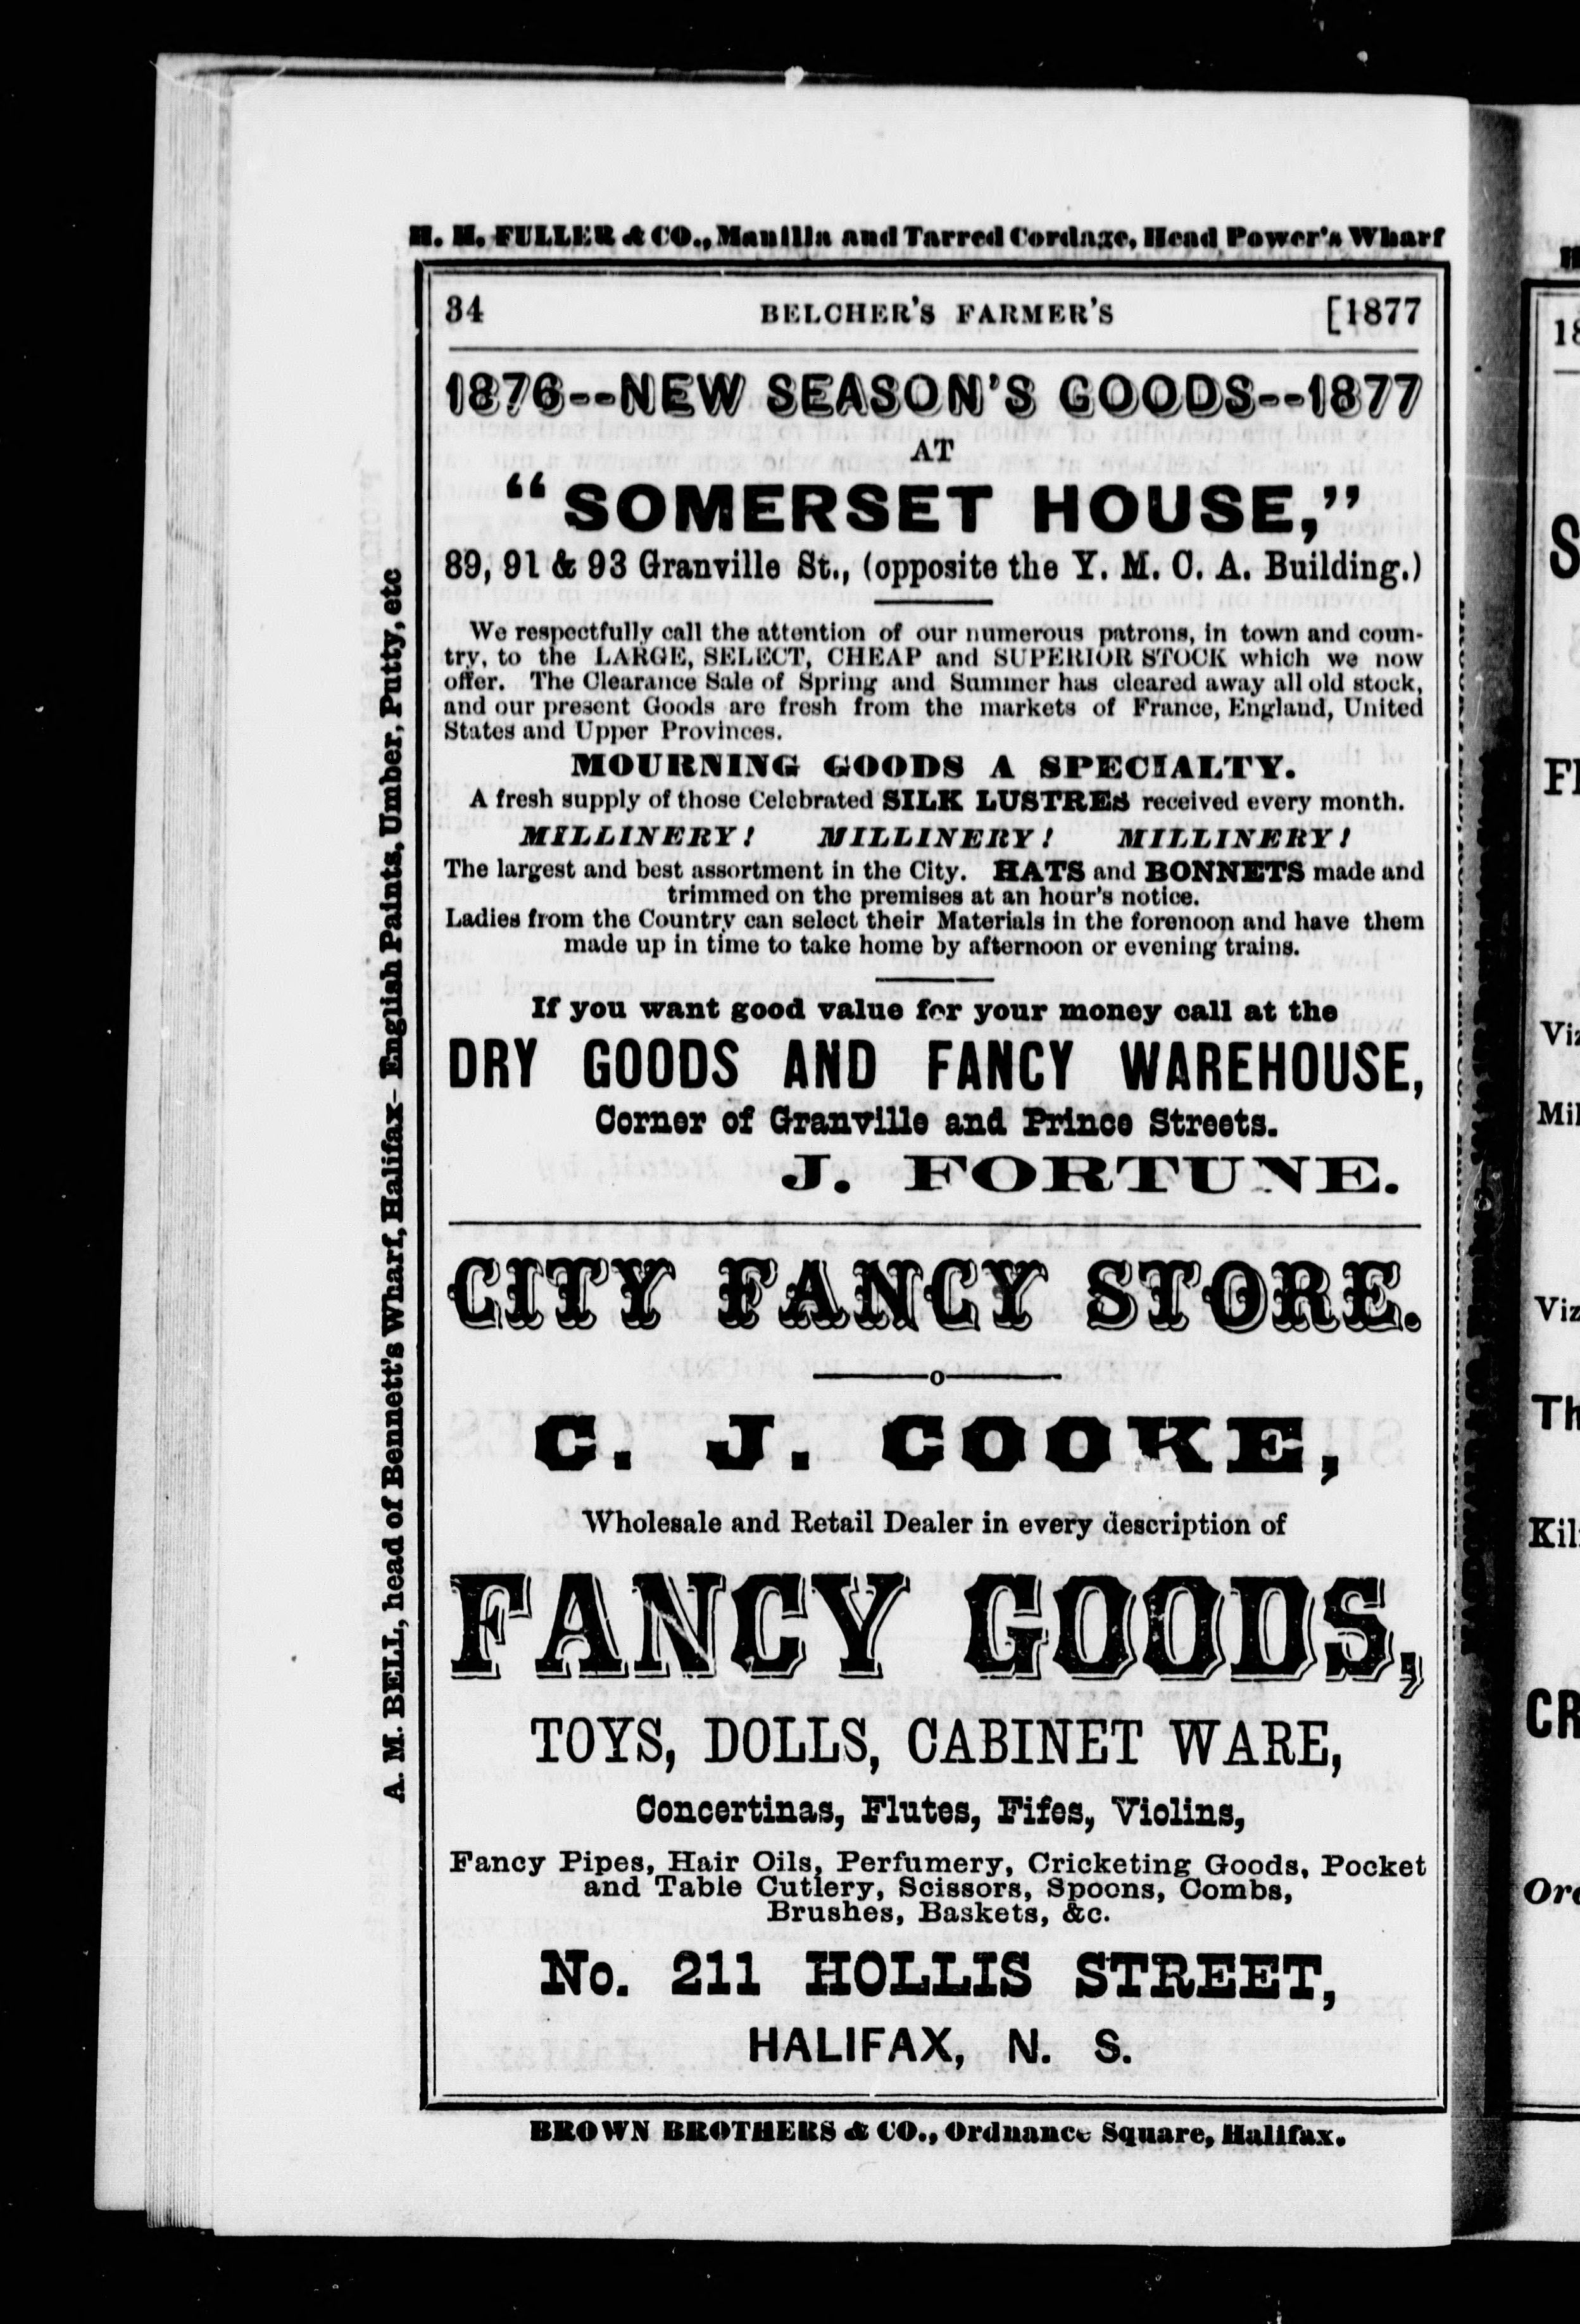 H. H. FULLER & CO., Manilla and Tarred Cordage, Head Power's Wharf
34 BELCHER'S FARMER'S [1877
1876--NEW SEASON'S GOODS--1877
AT
"SOMERSET HOUSE,"
89, 91 & 93 Granville St., (opposite the Y. M. C. A. Building.)
We respectfully call the attention of our numerous patrons, in town and coun-
try, to the LARGE, SELECT, CHEAP and SUPERIOR STOCK which we now
offer. The Clearance Sale of Spring and Summer has cleared away all old stock,
and our present Goods are fresh from the markets of France, England, United
States and Upper Provinces.
MOURNING GOODS A SPECIALTY.
A fresh supply of those Celebrated SILK LUSTRES received every month.
MILLINERY! MILLINERY! MILLINERY!
The largest and best assortment in the City. HATS and BONNETS made and
trimmed on the premises at an hour's notice.
Ladies from the Country can select their Materials in the forenoon and have them
made up in time to take home by afternoon or evening trains.
If you want good value for your money call at the
DRY GOODS AND FANCY WAREHOUSE,
Corner of Granville and Prince Streets.
J. FORTUNE.
CITY FANCY STORE.
C. J. COOKE,
Wholesale and Retail Dealer in every description of
FANCY GOODS,
TOYS, DOLLS, CABINET WARE,
Concertinas, Flutes, Fifes, Violins,
Fancy Pipes, Hair Oils, Perfumery, Cricketing Goods, Pocket
and Table Cutlery, Scissors, Spoons, Combs,
Brushes, Baskets, &c.
No. 211 HOLLIS STREET,
HALIFAX, N. S.
BROWN BROTHERS & CO., Ordnance Square, Halifax.
A. M. BELL, head of Bennett's Wharf, Halifax- English Paints, Umber, Putty, etc